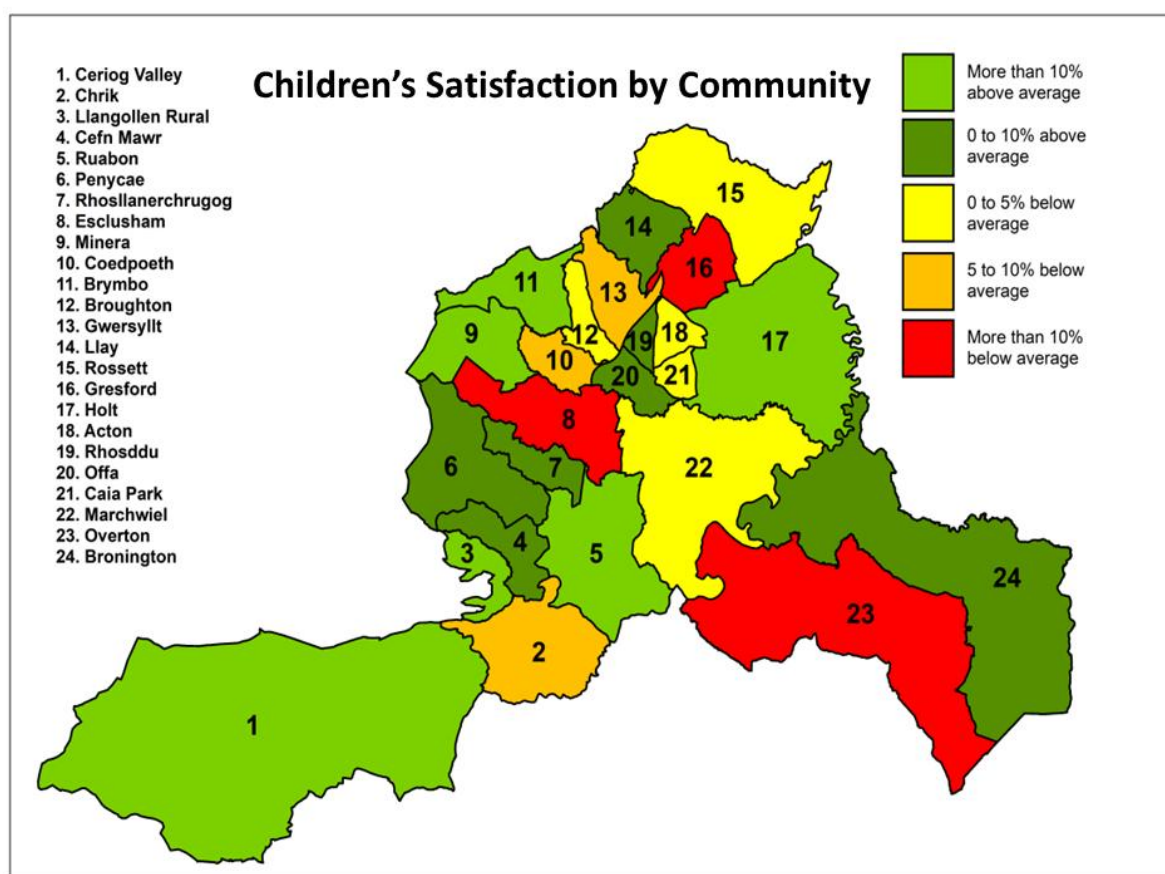 Children's Satisfaction by Community
1. Ceriog Valley
2. Chrik
3. Llangollen Rural
4. Cefn Mawr
5. Ruabon
6. Penycae
7. Rhosllanerchrugog
8. Esclusham
9. Minera
10. Coedpoeth
11. Brymbo
12. Broughton
13. Gwersyllt
14. Llay
15. Rossett
16. Gresford
17. Holt
18. Acton
19. Rhosddu
20. Offa
21. Caia Park
22. Marchwiel
23. Overton
24. Bronington
More than 10%
above average
0 to 10% above
average
0 to 5% below
average
5 to 10% below
average
More than 10%
below average
15
14
16
11
13
12
18
19
9
17
10
20
21
8
22
6
7
4
3
5
24
23
2
1